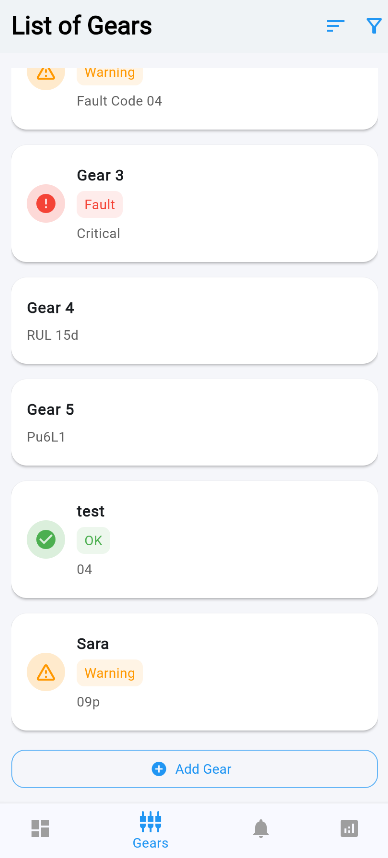 List of Gears
Warning
Fault Code 04
Gear 3
Fault
Critical
Gear 4
RUL 15d
Gear 5
Pu6L1
test
OK
04
Sara
Warning
09p
Add Gear
Gears